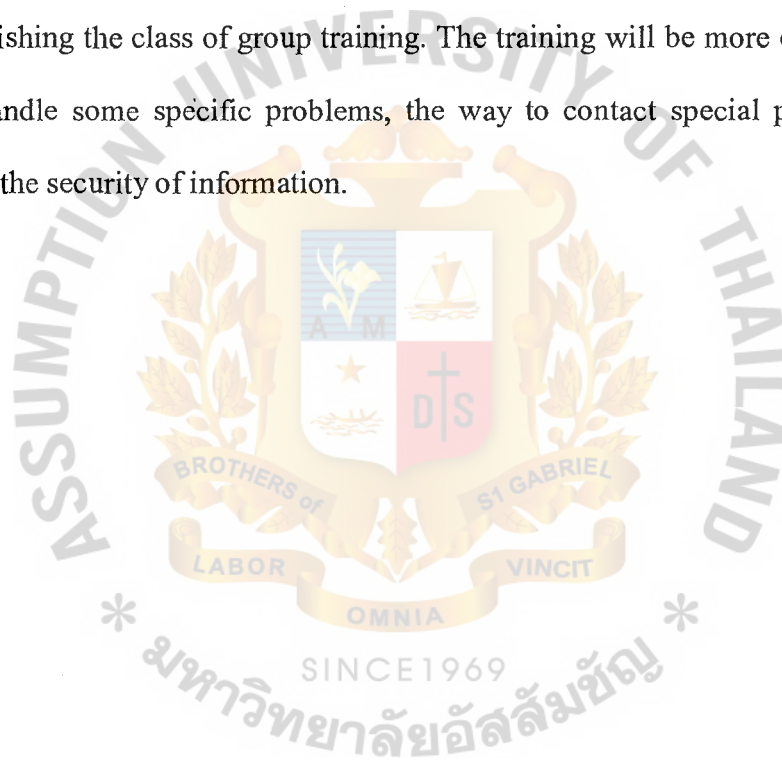 ishing the class of group training. The training will be more
andle some specific problems, the way to contact special p
the security of information.
ASSUMPTION UNIVERSITY OF THAILAND
A M
D S
BROTHERS of S1 GABRIEL
LABOR OMNIA VINCIT
SINCE1969
* มหาวิทยาลัยอัสสัมชัญ *